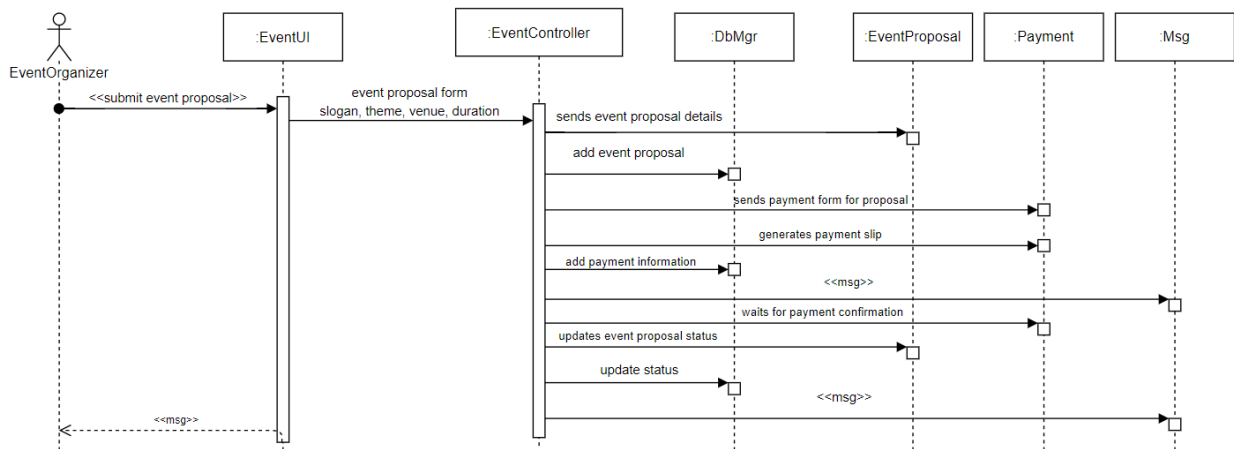 :EventUI
:EventController
:DbMgr
:EventProposal
:Payment
:Msg
EventOrganizer
<<submit event proposal>>
event proposal form
slogan, theme, venue, duration
sends event proposal details
add event proposal
sends payment form for proposal
generates payment slip
add payment information
<<msg>>
waits for payment confirmation
updates event proposal status
update status
<<msg>>
<<msg>>